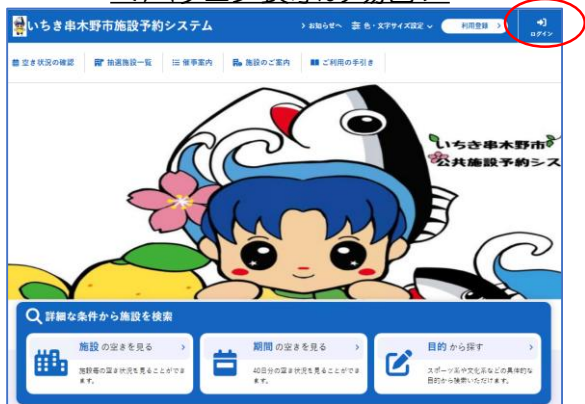 いちき串木野市施設予約システム
お知らせへ 色・文字サイズ設定 利用登録 ログイン
空き状況の確認 抽選施設一覧 催事案内 施設のご案内 ご利用の手引き
いちき串木野市
公共施設予約シス
詳細な条件から施設を検索
施設 の空きを見る
施設毎の空き状況を見ることができます。
期間 の空きを見る
40日分の空き状況を見ることができます。
目的 から探す
スポーツ系や文化系などの具体的な
目的から検索いただけます。